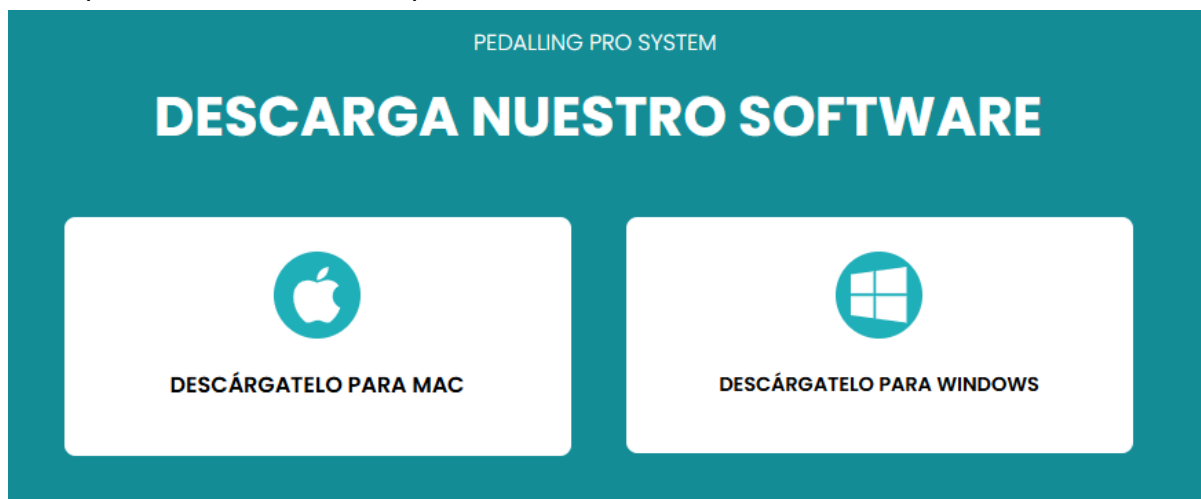 PEDALLING PRO SYSTEM
DESCARGA NUESTRO SOFTWARE
DESCÁRGATELO PARA MAC
DESCÁRGATELO PARA WINDOWS